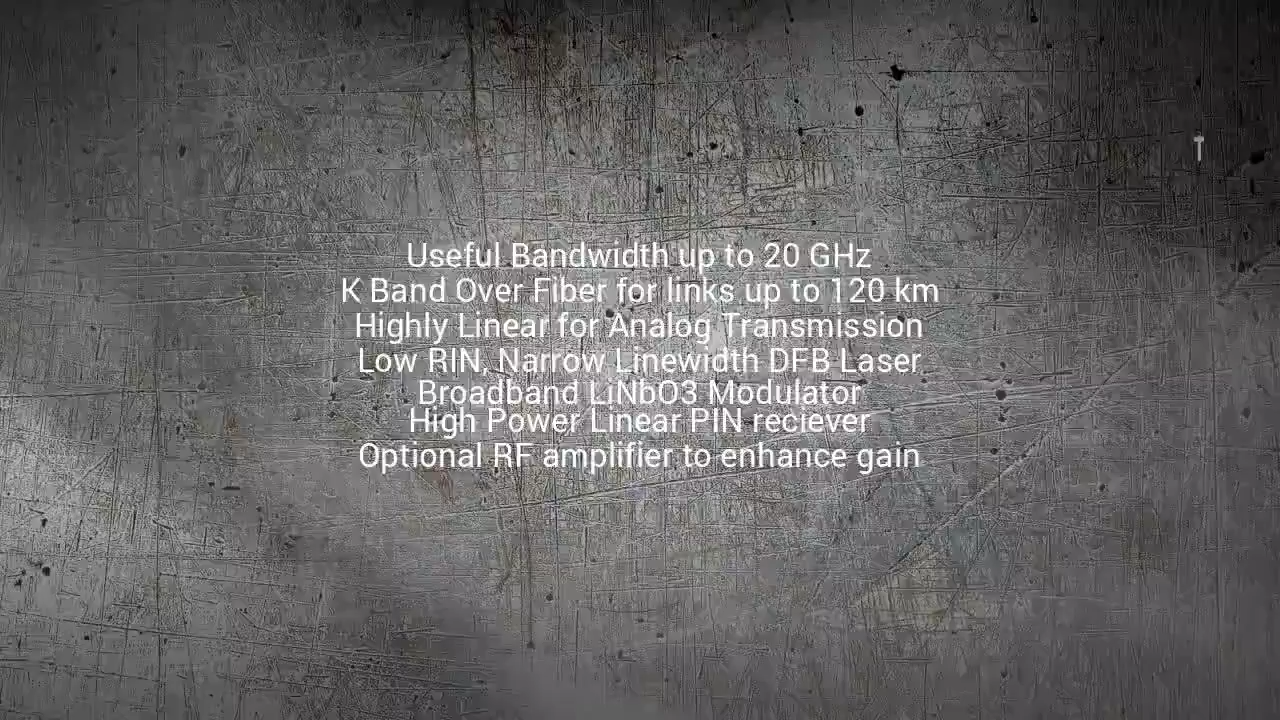 T
Useful Bandwidth up to 20 GHz
K Band Over Fiber for links up to 120 km
Highly Linear for Analog Transmission
Low RIN, Narrow Linewidth DFB Laser
Broadband LiNbO3 Modulator
High Power Linear PIN reciever
Optional RF amplifier to enhance gain